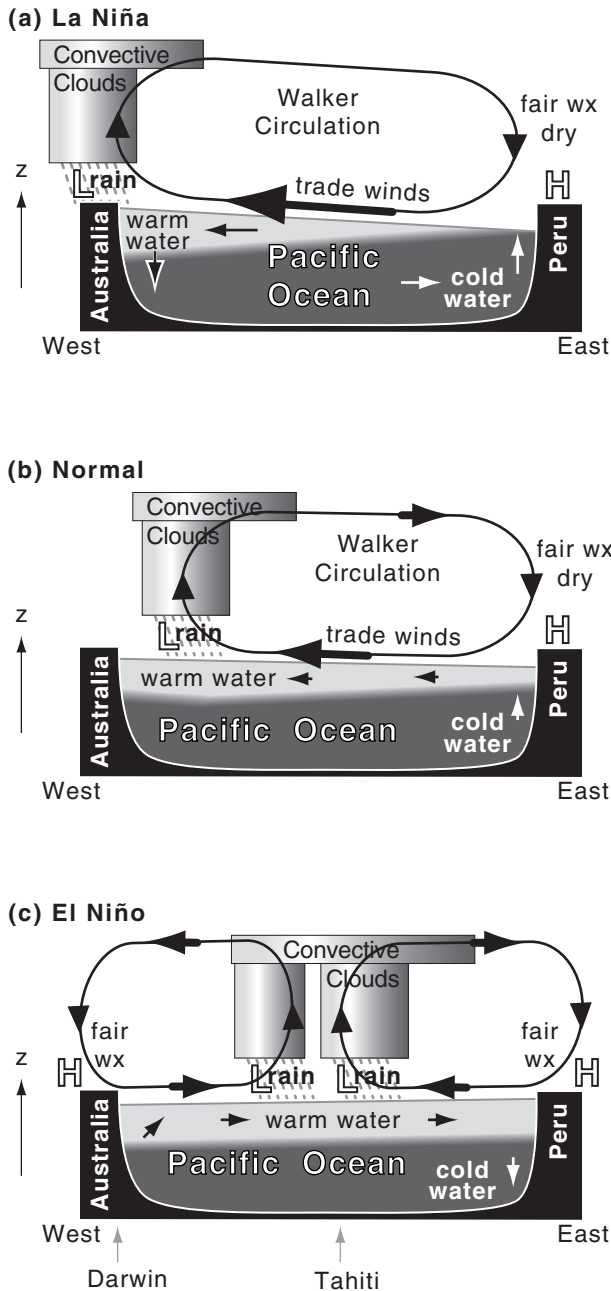 (a) La Niña
Convective
Clouds
Walker
Circulation
fair wx
dry
z
L rain
trade winds
H
warm
water
Pacific
Ocean
cold
water
Australia
Peru
West
East
(b) Normal
Convective
Clouds
Walker
Circulation
fair wx
dry
z
L rain
trade winds
H
warm water
Pacific Ocean
cold
water
Australia
Peru
West
East
(c) El Niño
Convective
Clouds
fair
wx
fair
wx
z
H
L rain
L rain
H
warm water
Pacific Ocean
cold
water
Australia
Peru
West
East
Darwin
Tahiti